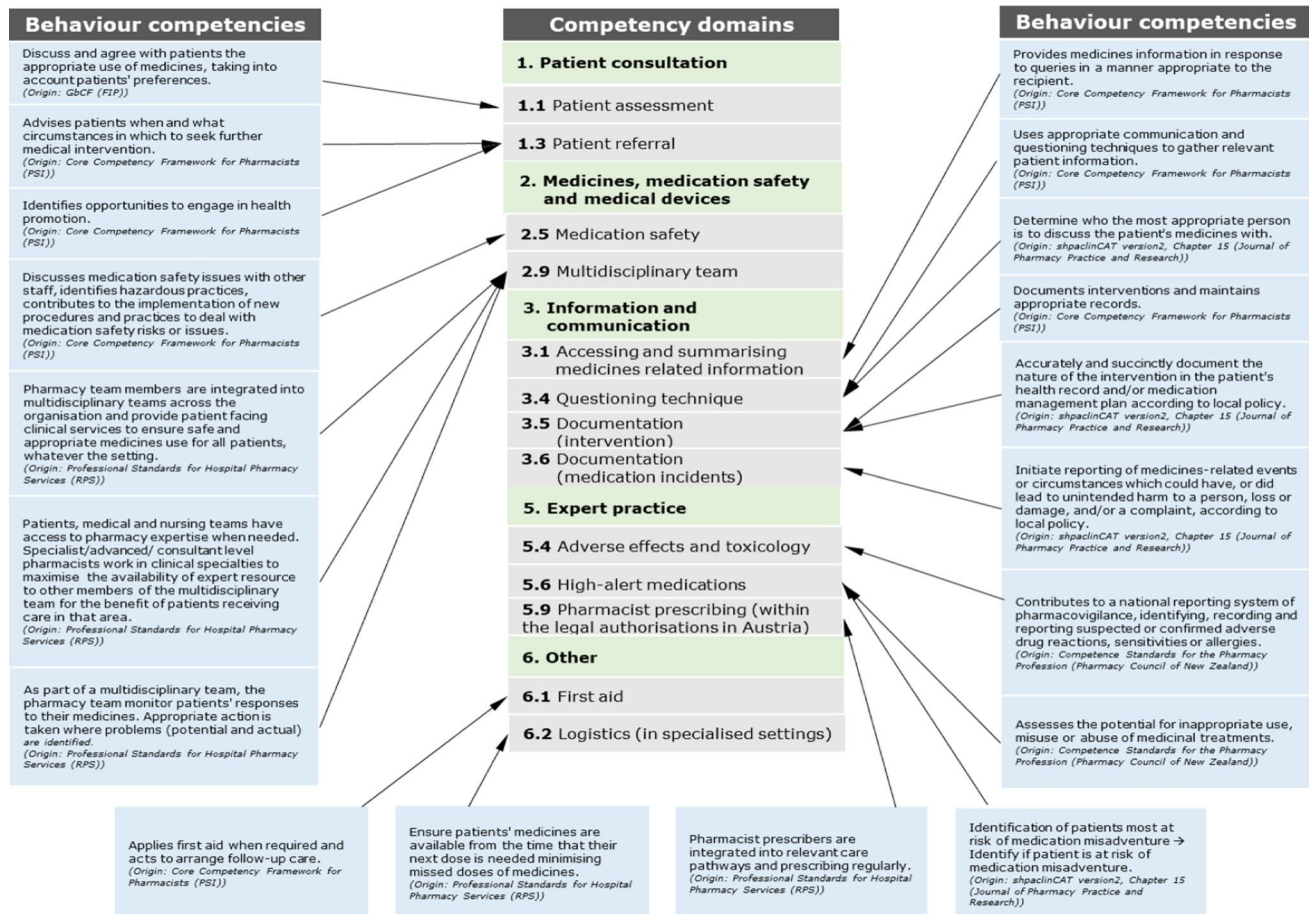 Behaviour competencies
Discuss and agree with patients the
appropriate use of medicines, taking into
account patients' preferences.
(Origin: GbCF (FIP))
Advises patients when and what
circumstances in which to seek further
medical intervention.
(Origin: Core Competency Framework for Pharmacists
(PSI))
Identifies opportunities to engage in health
promotion.
(Origin: Core Competency Framework for Pharmacists
(PSI))
Discusses medication safety issues with other
staff, identifies hazardous practices,
contributes to the implementation of new
procedures and practices to deal with
medication safety risks or issues.
(Origin: Core Competency Framework for Pharmacists
(PSI))
Pharmacy team members are integrated into
multidisciplinary teams across the
organisation and provide patient facing
clinical services to ensure safe and
appropriate medicines use for all patients,
whatever the setting.
(Origin: Professional Standards for Hospital Pharmacy
Services (RPS))
Patients, medical and nursing teams have
access to pharmacy expertise when needed.
Specialist/advanced/ consultant level
pharmacists work in clinical specialties to
maximise the availability of expert resource
to other members of the multidisciplinary
team for the benefit of patients receiving
care in that area.
(Origin: Professional Standards for Hospital Pharmacy
Services (RPS))
As part of a multidisciplinary team, the
pharmacy team monitor patients' responses
to their medicines. Appropriate action is
taken where problems (potential and actual)
are identified.
(Origin: Professional Standards for Hospital Pharmacy
Services (RPS))
Competency domains
1. Patient consultation
1.1 Patient assessment
1.3 Patient referral
2. Medicines, medication safety
and medical devices
2.5 Medication safety
2.9 Multidisciplinary team
3. Information and
communication
3.1 Accessing and summarising
medicines related information
3.4 Questioning technique
3.5 Documentation
(intervention)
3.6 Documentation
(medication incidents)
5. Expert practice
5.4 Adverse effects and toxicology
5.6 High-alert medications
5.9 Pharmacist prescribing (within
the legal authorisations in Austria)
6. Other
6.1 First aid
6.2 Logistics (in specialised settings)
Behaviour competencies
Provides medicines information in response
to queries in a manner appropriate to the
recipient.
(Origin: Core Competency Framework for Pharmacists
(PSI))
Uses appropriate communication and
questioning techniques to gather relevant
patient information.
(Origin: Core Competency Framework for Pharmacists
(PSI))
Determine who the most appropriate person
is to discuss the patient's medicines with.
(Origin: shpaclinCAT version2, Chapter 15 (Journal of
Pharmacy Practice and Research))
Documents interventions and maintains
appropriate records.
(Origin: Core Competency Framework for Pharmacists
(PSI))
Accurately and succinctly document the
nature of the intervention in the patient's
health record and/or medication
management plan according to local policy.
(Origin: shpaclinCAT version2, Chapter 15 (Journal of
Pharmacy Practice and Research))
Initiate reporting of medicines-related events
or circumstances which could have, or did
lead to unintended harm to a person, loss or
damage, and/or a complaint, according to
local policy.
(Origin: shpaclinCAT version2, Chapter 15 (Journal of
Pharmacy Practice and Research))
Contributes to a national reporting system of
pharmacovigilance, identifying, recording and
reporting suspected or confirmed adverse
drug reactions, sensitivities or allergies.
(Origin: Competence Standards for the Pharmacy
Profession (Pharmacy Council of New Zealand))
Assesses the potential for inappropriate use,
misuse or abuse of medicinal treatments.
(Origin: Competence Standards for the Pharmacy
Profession (Pharmacy Council of New Zealand))
Applies first aid when required and
acts to arrange follow-up care.
(Origin: Core Competency Framework for
Pharmacists (PSI))
Ensure patients' medicines are
available from the time that their
next dose is needed minimising
missed doses of medicines.
(Origin: Professional Standards for Hospital
Pharmacy Services (RPS))
Pharmacist prescribers are
integrated into relevant care
pathways and prescribing regularly.
(Origin: Professional Standards for Hospital
Pharmacy Services (RPS))
Identification of patients most at
risk of medication misadventure →
Identify if patient is at risk of
medication misadventure.
(Origin: shpaclinCAT version2, Chapter 15
(Journal of Pharmacy Practice and
Research))